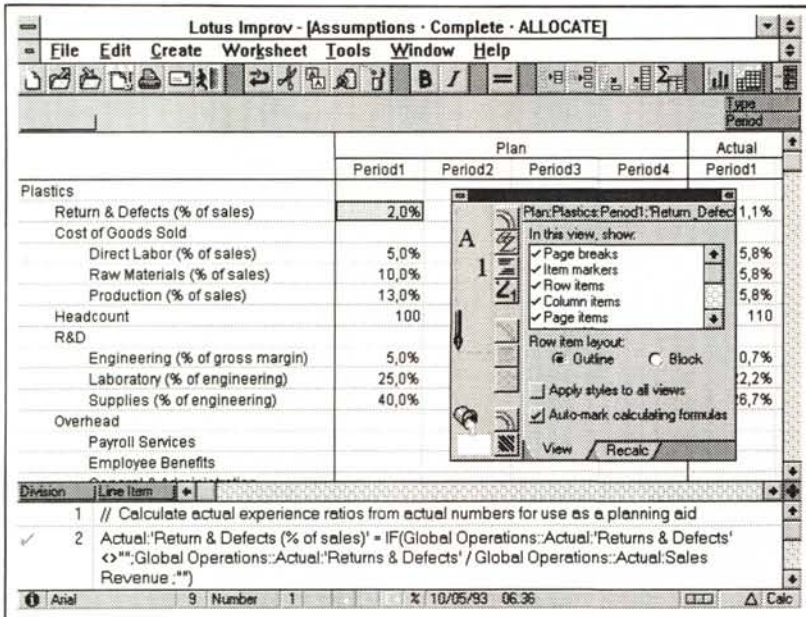 Lotus Improv - [Assumptions · Complete · ALLOCATE]
File Edit Create Worksheet Tools Window Help
B I =
Type
Period
Plan Actual
Period1 Period2 Period3 Period4 Period1
Plastics
Return & Defects (% of sales) 2,0% 1,1%
Cost of Goods Sold
Direct Labor (% of sales) 5,0% 5,8%
Raw Materials (% of sales) 10,0% 5,8%
Production (% of sales) 13,0% 5,8%
Headcount 100 110
R&D
Engineering (% of gross margin) 5,0% 0,7%
Laboratory (% of engineering) 25,0% 2,2%
Supplies (% of engineering) 40,0% 6,7%
Overhead
Payroll Services
Employee Benefits
General & Administration
Plan:Plastics:Period1:'Return_Defect
A
1
In this view, show:
Page breaks
Item markers
Row items
Column items
Page items
Row item layout:
Outline Block
Apply styles to all views
Auto-mark calculating formulas
View Recalc
Division Line Item
1 // Calculate actual experience ratios from actual numbers for use as a planning aid
2 Actual:'Return & Defects (% of sales)' = IF(Global Operations::Actual:'Returns & Defects'
<>"";Global Operations::Actual:'Returns & Defects' / Global Operations::Actual:Sales
Revenue ;"")
Arial 9 Number 1 % 10/05/93 06.36 Calc